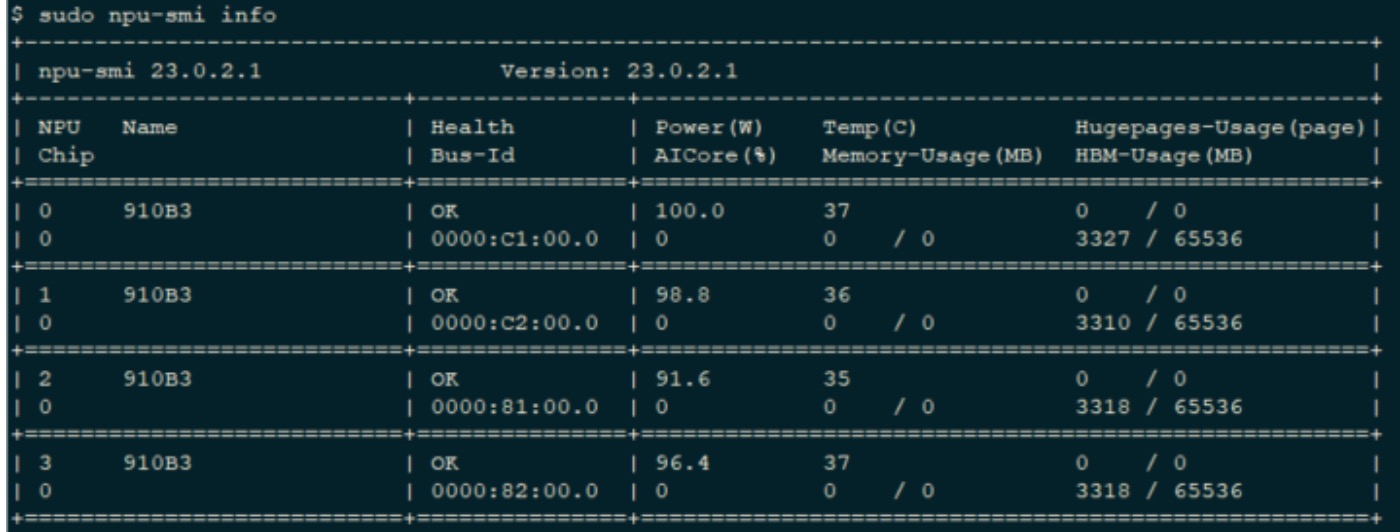 $ sudo npu-smi info
+------------------------------------------------------------------------------------------------+
| npu-smi 23.0.2.1                 Version: 23.0.2.1                                             |
+---------------------------+---------------+----------------------------------------------------+
| NPU   Name                | Health        | Power(W)    Temp(C)           Hugepages-Usage(page)|
| Chip                      | Bus-Id        | AICore(%)   Memory-Usage(MB)  HBM-Usage(MB)        |
+===========================+===============+====================================================+
| 0     910B3               | OK            | 100.0       37                0    / 0             |
| 0                         | 0000:C1:00.0  | 0           0    / 0          3327 / 65536         |
+===========================+===============+====================================================+
| 1     910B3               | OK            | 98.8        36                0    / 0             |
| 0                         | 0000:C2:00.0  | 0           0    / 0          3310 / 65536         |
+===========================+===============+====================================================+
| 2     910B3               | OK            | 91.6        35                0    / 0             |
| 0                         | 0000:81:00.0  | 0           0    / 0          3318 / 65536         |
+===========================+===============+====================================================+
| 3     910B3               | OK            | 96.4        37                0    / 0             |
| 0                         | 0000:82:00.0  | 0           0    / 0          3318 / 65536         |
+===========================+===============+====================================================+